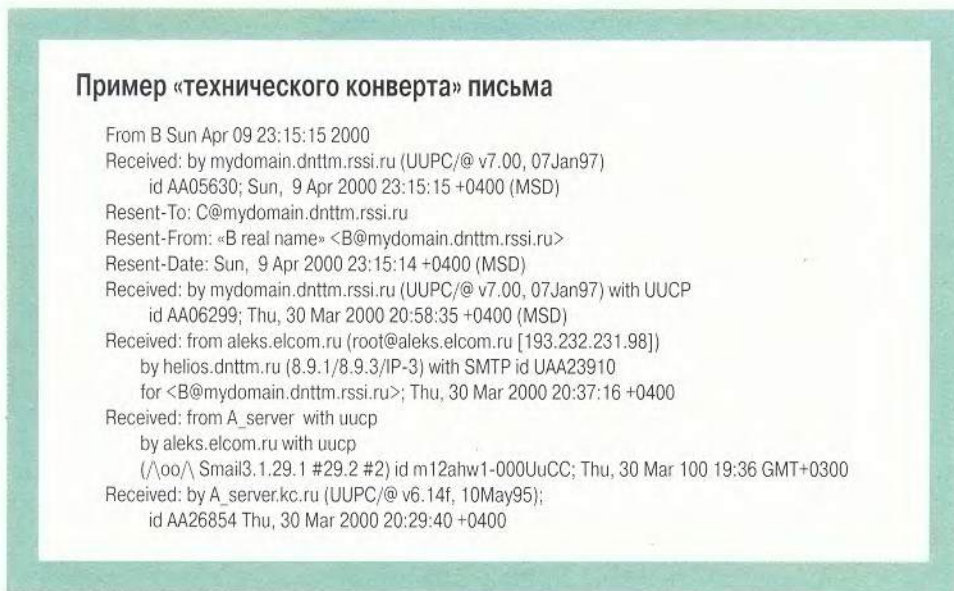 Пример «технического конверта» письма
From B Sun Apr 09 23:15:15 2000
Received: by mydomain.dnttm.rssi.ru (UUPC/@ v7.00, 07Jan97)
id AA05630; Sun, 9 Apr 2000 23:15:15 +0400 (MSD)
Resent-To: C@mydomain.dnttm.rssi.ru
Resent-From: «B real name» <B@mydomain.dnttm.rssi.ru>
Resent-Date: Sun, 9 Apr 2000 23:15:14 +0400 (MSD)
Received: by mydomain.dnttm.rssi.ru (UUPC/@ v7.00, 07Jan97) with UUCP
id AA06299; Thu, 30 Mar 2000 20:58:35 +0400 (MSD)
Received: from aleks.elcom.ru (root@aleks.elcom.ru [193.232.231.98])
by helios.dnttm.ru (8.9.1/8.9.3/IP-3) with SMTP id UAA23910
for <B@mydomain.dnttm.rssi.ru>; Thu, 30 Mar 2000 20:37:16 +0400
Received: from A_server with uucp
by aleks.elcom.ru with uucp
(/\oo/\ Smail3.1.29.1 #29.2 #2) id m12ahw1-000UuCC; Thu, 30 Mar 100 19:36 GMT+0300
Received: by A_server.kc.ru (UUPC/@ v6.14f, 10May95);
id AA26854 Thu, 30 Mar 2000 20:29:40 +0400